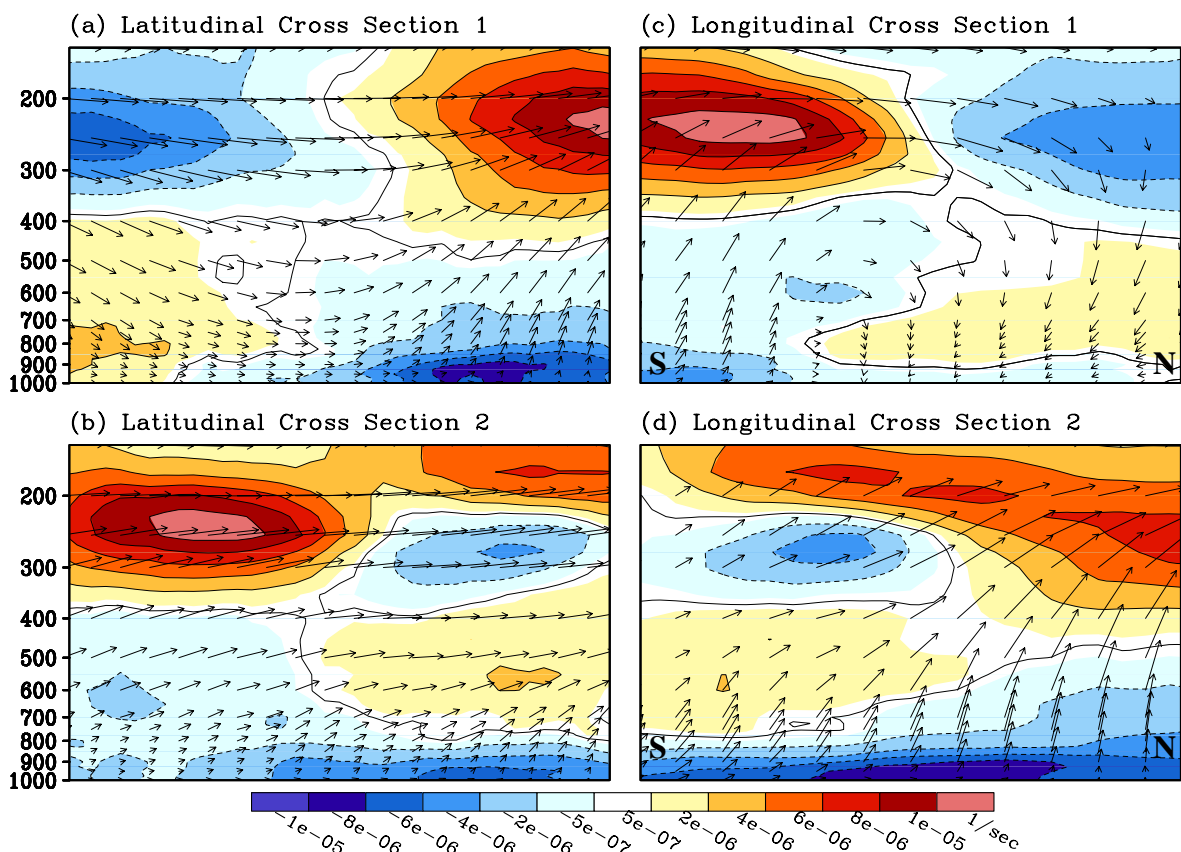 (a) Latitudinal Cross Section 1
200
300
400
500
600
700
800
900
1000
(c) Longitudinal Cross Section 1
S
N
(b) Latitudinal Cross Section 2
200
300
400
500
600
700
800
900
1000
(d) Longitudinal Cross Section 2
S
N
-1e-05
-8e-06
-6e-06
-4e-06
-2e-06
-5e-07
5e-07
2e-06
4e-06
6e-06
8e-06
1e-05
1/sec